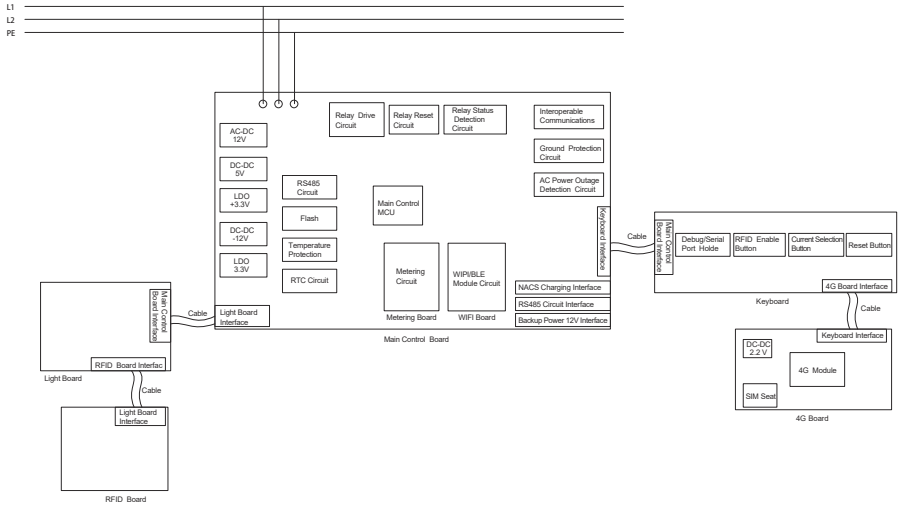 L1
L2
PE
AC-DC
12V
DC-DC
5V
LDO
+3.3V
DC-DC
-12V
LDO
3.3V
RS485
Circuit
Flash
Temperature
Protection
RTC Circuit
Relay Drive
Circuit
Relay Reset
Circuit
Relay Status
Detection
Circuit
Interoperable
Communications
Ground Protection
Circuit
AC Power Outage
Detection Circuit
Main Control
MCU
Metering
Circuit
WIPI/BLE
Module Circuit
Metering Board
WIFI Board
Keyboard Interface
NACS Charging Interface
RS485 Circuit Interface
Backup Power 12V Interface
Light Board
Interface
Main Control Board
Cable
Main Control
Board Interface
RFID Board Interfac
Light Board
Cable
Light Board
Interface
RFID Board
Cable
Main Control
Board Interface
Debug/Serial
Port Holde
RFID Enable
Button
Current Selection
Button
Reset Button
4G Board Interface
Keyboard
Cable
Keyboard Interface
DC-DC
2.2 V
4G Module
SIM Seat
4G Board